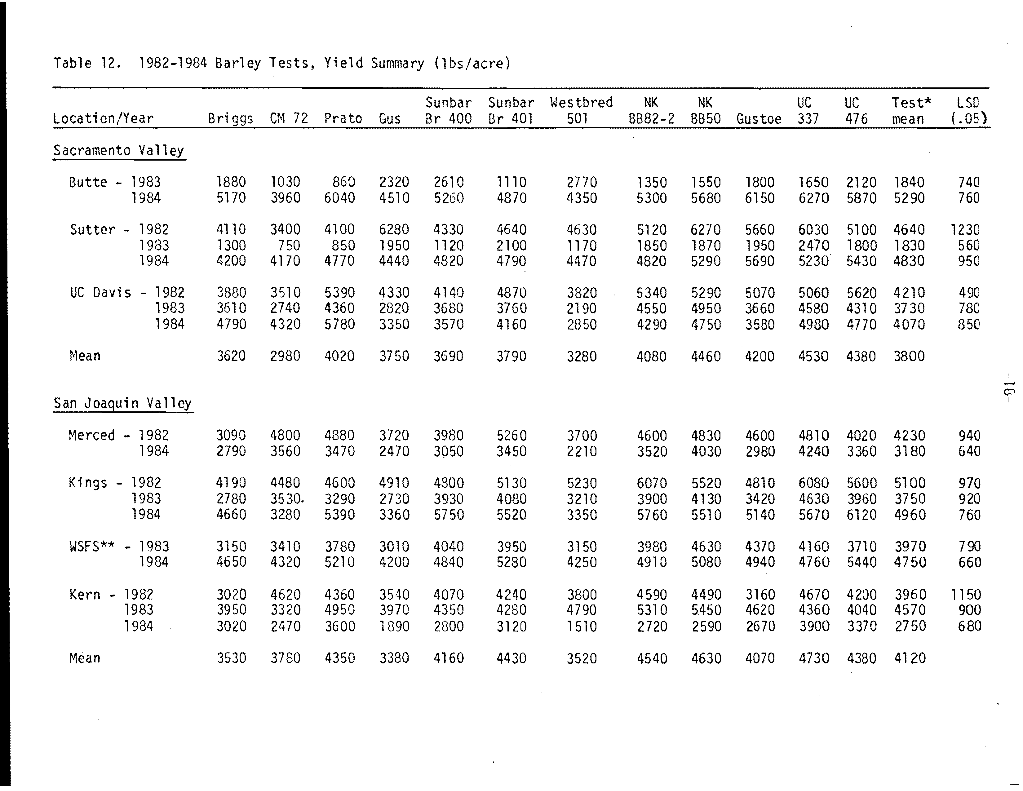 Table 12. 1982-1984 Barley Tests, Yield Summary (lbs/acre)
Sunbar Sunbar Westbred NK NK UC UC Test* LSD
Location/Year Briggs CM 72 Prato Gus Br 400 Br 401 501 BB82-2 BB50 Gustoe 337 476 mean (.05)
Sacramento Valley
Butte - 1983 1880 1030 860 2320 2610 1110 2770 1350 1550 1800 1650 2120 1840 740
1984 5170 3960 6040 4510 5260 4870 4350 5300 5680 6150 6270 5870 5290 760
Sutter - 1982 4110 3400 4100 6280 4330 4640 4630 5120 6270 5660 6030 5100 4640 1230
1983 1300 750 850 1950 1120 2100 1170 1850 1870 1950 2470 1800 1830 560
1984 4200 4170 4770 4440 4820 4790 4470 4820 5290 5690 5230 5430 4830 950
UC Davis - 1982 3880 3510 5390 4330 4140 4870 3820 5340 5290 5070 5060 5620 4210 490
1983 3610 2740 4360 2820 3680 3760 2190 4550 4950 3660 4580 4310 3730 780
1984 4790 4320 5780 3350 3570 4160 2850 4290 4750 3580 4980 4770 4070 850
Mean 3620 2980 4020 3750 3690 3790 3280 4080 4460 4200 4530 4380 3800
-16-
San Joaquin Valley
Merced - 1982 3090 4800 4880 3720 3980 5260 3700 4600 4830 4600 4810 4020 4230 940
1984 2790 3560 3470 2470 3050 3450 2210 3520 4030 2980 4240 3360 3180 640
Kings - 1982 4190 4480 4600 4910 4800 5130 5230 6070 5520 4810 6080 5600 5100 970
1983 2780 3530 3290 2730 3930 4080 3210 3900 4130 3420 4630 3960 3750 920
1984 4660 3280 5390 3360 5750 5520 3350 5760 5510 5140 5670 6120 4960 760
WSFS** - 1983 3150 3410 3780 3010 4040 3950 3150 3980 4630 4370 4160 3710 3970 790
1984 4650 4320 5210 4200 4840 5280 4250 4910 5080 4940 4760 5440 4750 660
Kern - 1982 3020 4620 4360 3540 4070 4240 3800 4590 4490 3160 4670 4200 3960 1150
1983 3950 3320 4950 3970 4350 4280 4790 5310 5450 4620 4360 4040 4570 900
1984 3020 2470 3600 1890 2800 3120 1510 2720 2590 2670 3900 3370 2750 680
Mean 3530 3780 4350 3380 4160 4430 3520 4540 4630 4070 4730 4380 4120